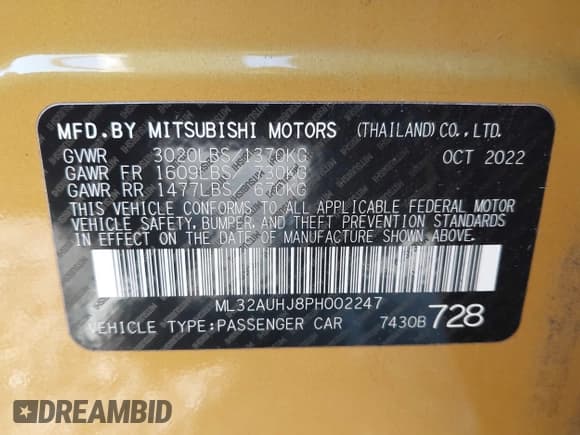 MFD.BY MITSUBISHI MOTORS (THAILAND)CO.,LTD.
GVWR 3020LBS/1370KG OCT 2022
GAWR FR 1609LBS/ 730KG
GAWR RR 1477LBS/ 670KG
THIS VEHICLE CONFORMS TO ALL APPLICABLE FEDERAL MOTOR
VEHICLE SAFETY, BUMPER, AND THEFT PREVENTION STANDARDS
IN EFFECT ON THE DATE OF MANUFACTURE SHOWN ABOVE.
ML32AUHJ8PH002247
VEHICLE TYPE:PASSENGER CAR 7430B 728
DREAMBID